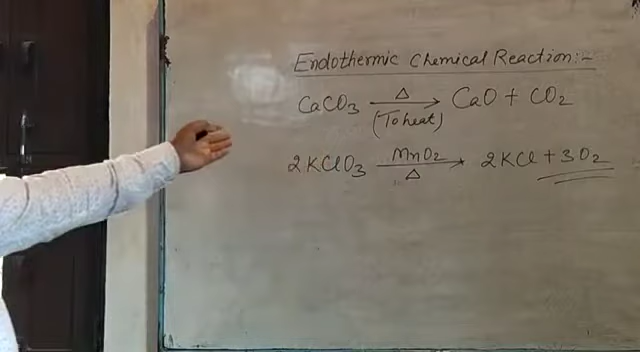 Endothermic Chemical Reaction:-
CaCO3 —Δ→ CaO + CO2
(To heat)
2KClO3 —MnO2→ 2KCl + 3O2
Δ